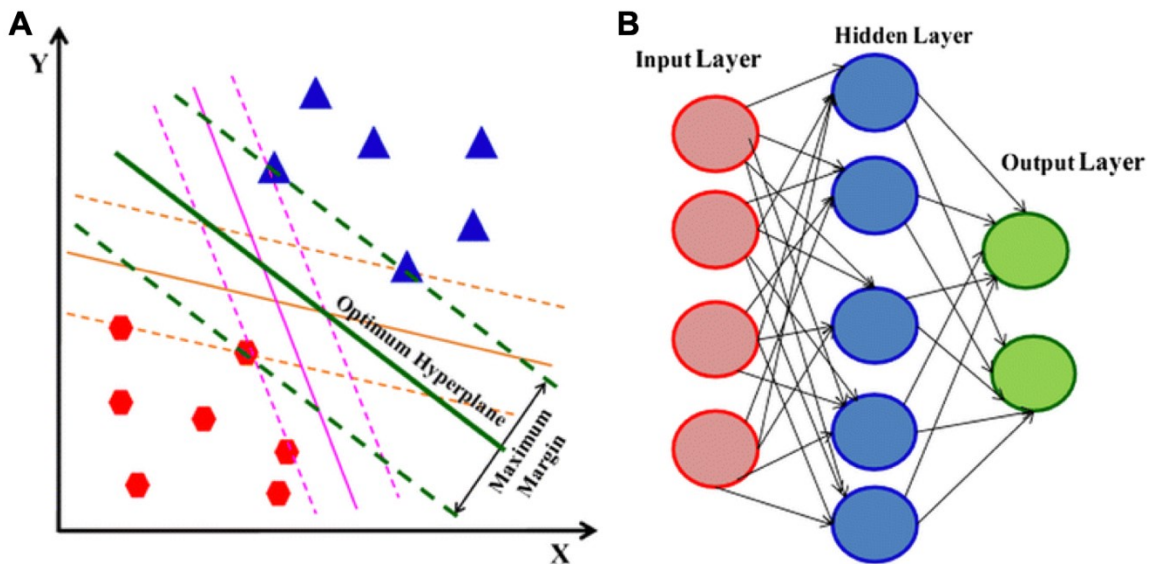 A
Y
Optimum Hyperplane
Maximum
Margin
X
B
Hidden Layer
Input Layer
Output Layer